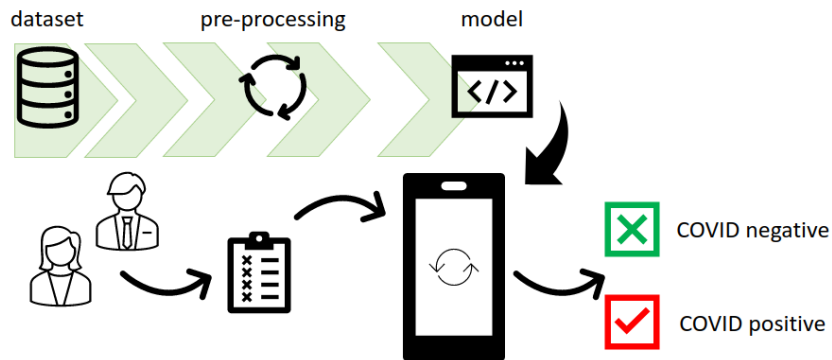 dataset
pre-processing
model
</>
COVID negative
COVID positive